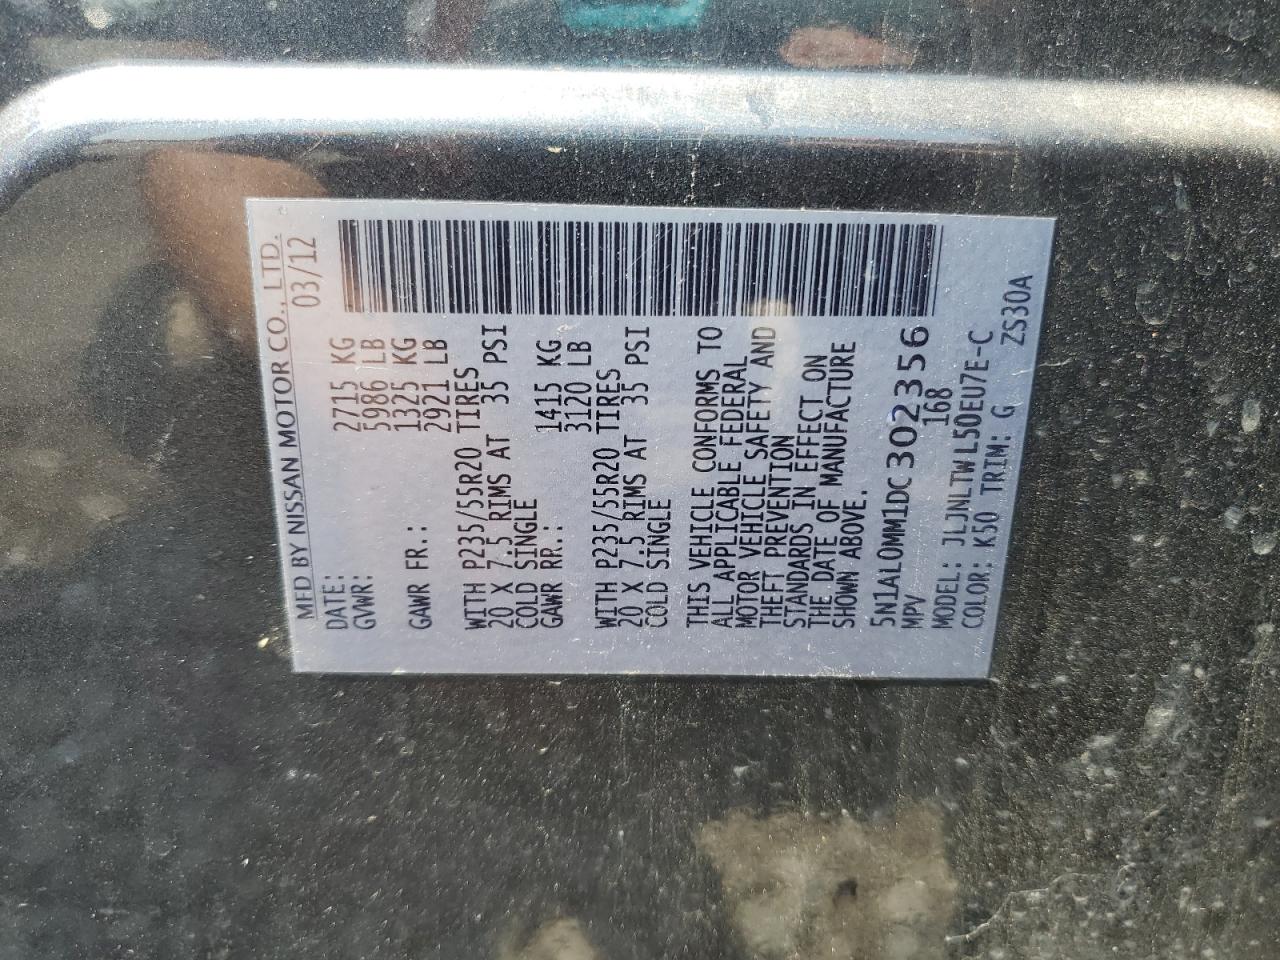 MFD BY NISSAN MOTOR CO., LTD.
DATE: 03/12
GVWR: 2715 KG
5986 LB
GAWR FR.: 1325 KG
2921 LB
WITH P235/55R20 TIRES
20 X 7.5 RIMS AT 35 PSI
COLD SINGLE
GAWR RR.: 1415 KG
3120 LB
WITH P235/55R20 TIRES
20 X 7.5 RIMS AT 35 PSI
COLD SINGLE
THIS VEHICLE CONFORMS TO
ALL APPLICABLE FEDERAL
MOTOR VEHICLE SAFETY AND
THEFT PREVENTION
STANDARDS IN EFFECT ON
THE DATE OF MANUFACTURE
SHOWN ABOVE.
5N1AL0MM1DC302356
MPV 168
MODEL: JLJNLTWL50EU7E-C
COLOR: K50 TRIM: G ZS30A